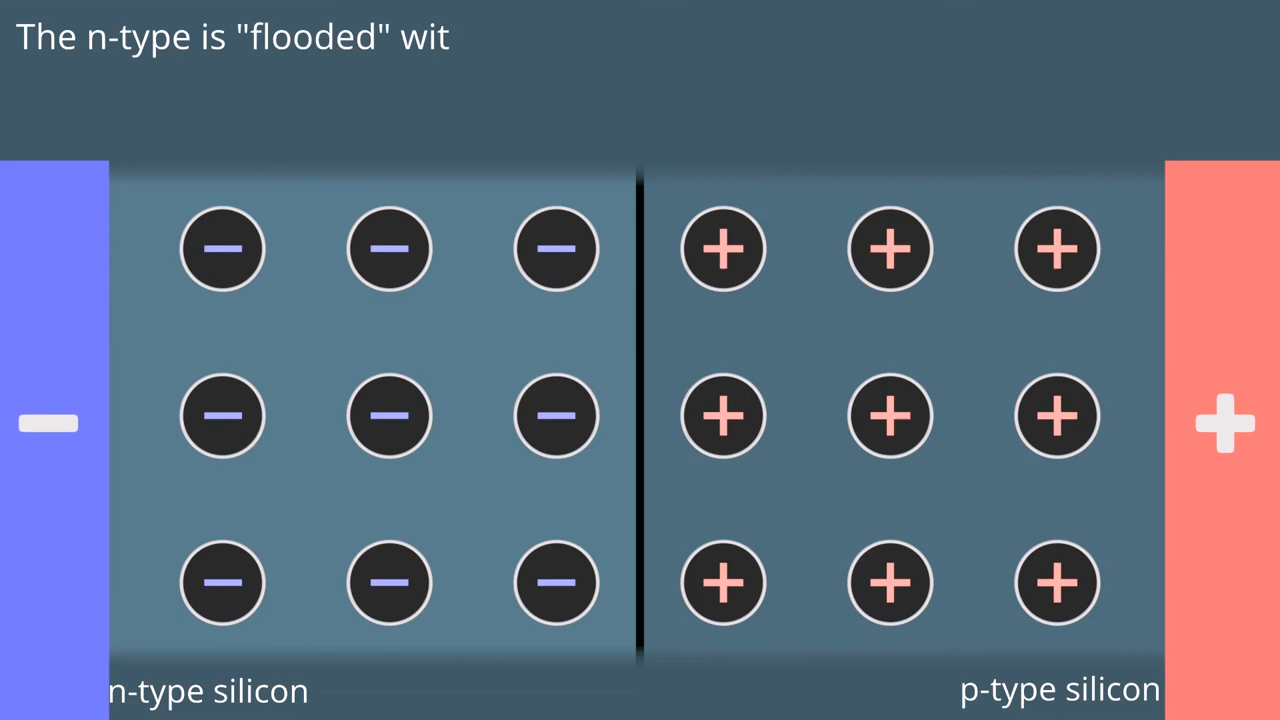 The n-type is "flooded" wit
n-type silicon
p-type silicon